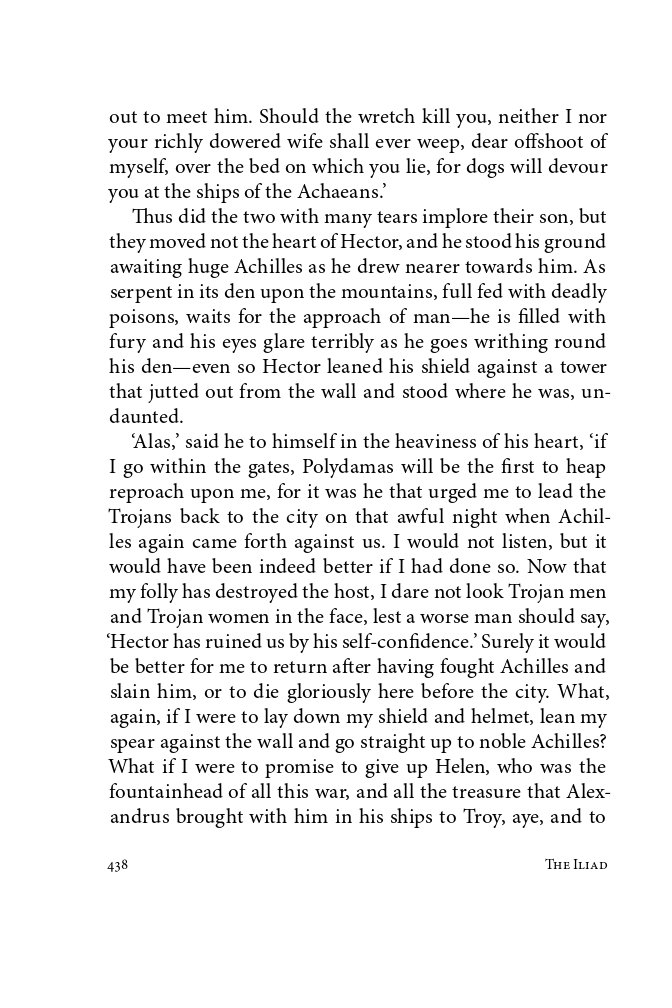 out to meet him. Should the wretch kill you, neither I nor
your richly dowered wife shall ever weep, dear offshoot of
myself, over the bed on which you lie, for dogs will devour
you at the ships of the Achaeans.’
Thus did the two with many tears implore their son, but
they moved not the heart of Hector, and he stood his ground
awaiting huge Achilles as he drew nearer towards him. As
serpent in its den upon the mountains, full fed with deadly
poisons, waits for the approach of man—he is filled with
fury and his eyes glare terribly as he goes writhing round
his den—even so Hector leaned his shield against a tower
that jutted out from the wall and stood where he was, un-
daunted.
‘Alas,’ said he to himself in the heaviness of his heart, ‘if
I go within the gates, Polydamas will be the first to heap
reproach upon me, for it was he that urged me to lead the
Trojans back to the city on that awful night when Achil-
les again came forth against us. I would not listen, but it
would have been indeed better if I had done so. Now that
my folly has destroyed the host, I dare not look Trojan men
and Trojan women in the face, lest a worse man should say,
‘Hector has ruined us by his self-confidence.’ Surely it would
be better for me to return after having fought Achilles and
slain him, or to die gloriously here before the city. What,
again, if I were to lay down my shield and helmet, lean my
spear against the wall and go straight up to noble Achilles?
What if I were to promise to give up Helen, who was the
fountainhead of all this war, and all the treasure that Alex-
andrus brought with him in his ships to Troy, aye, and to
438 The Iliad